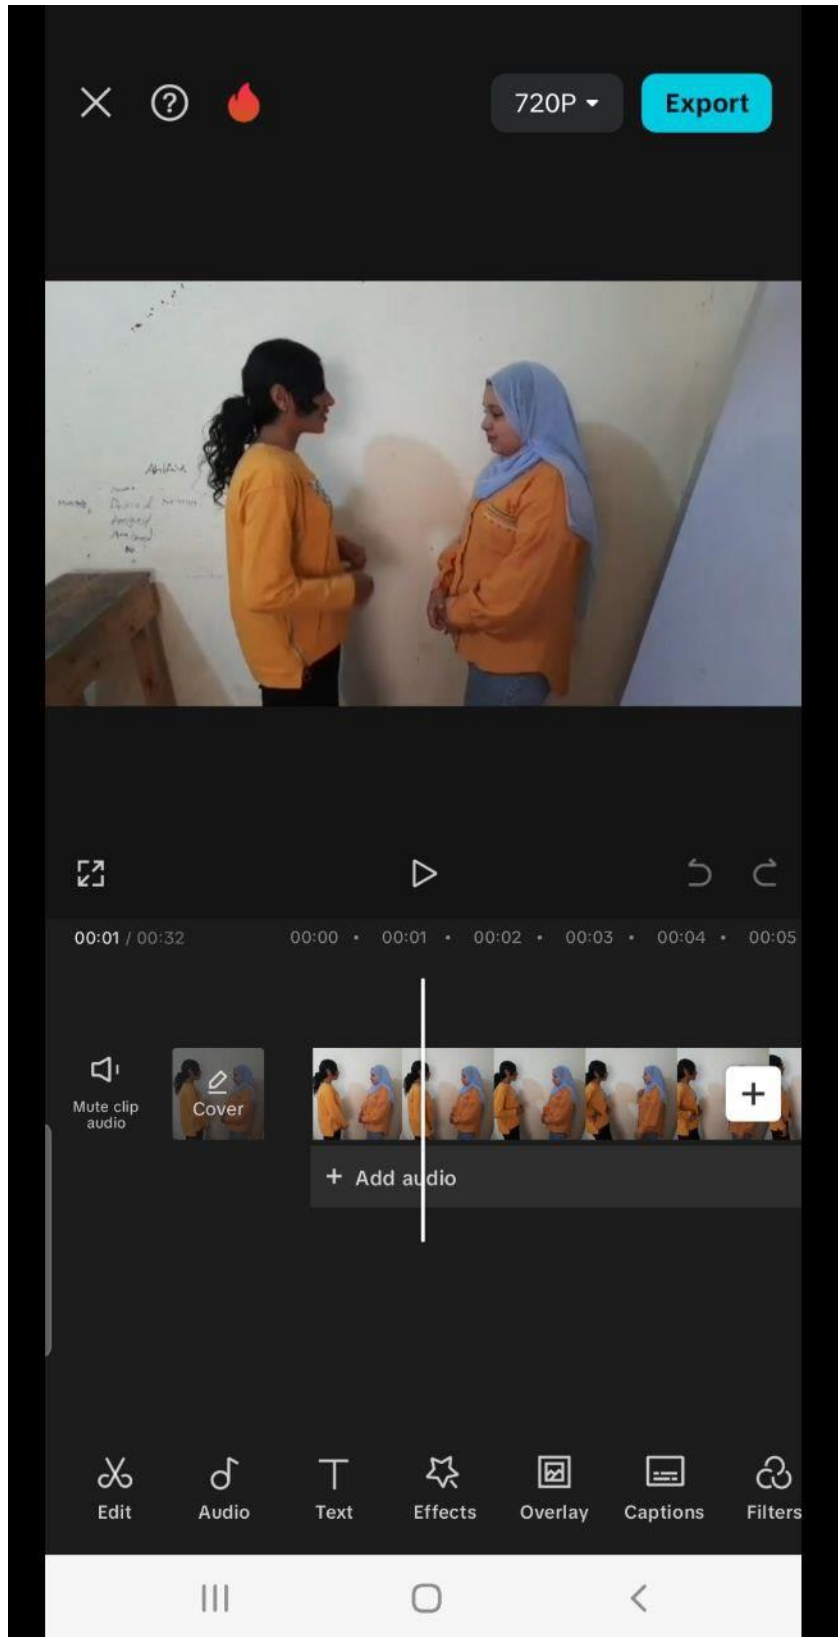 720P
Export
00:01 / 00:32
00:00 • 00:01 • 00:02 • 00:03 • 00:04 • 00:05
Mute clip
audio
Cover
+ Add audio
Edit
Audio
Text
Effects
Overlay
Captions
Filters